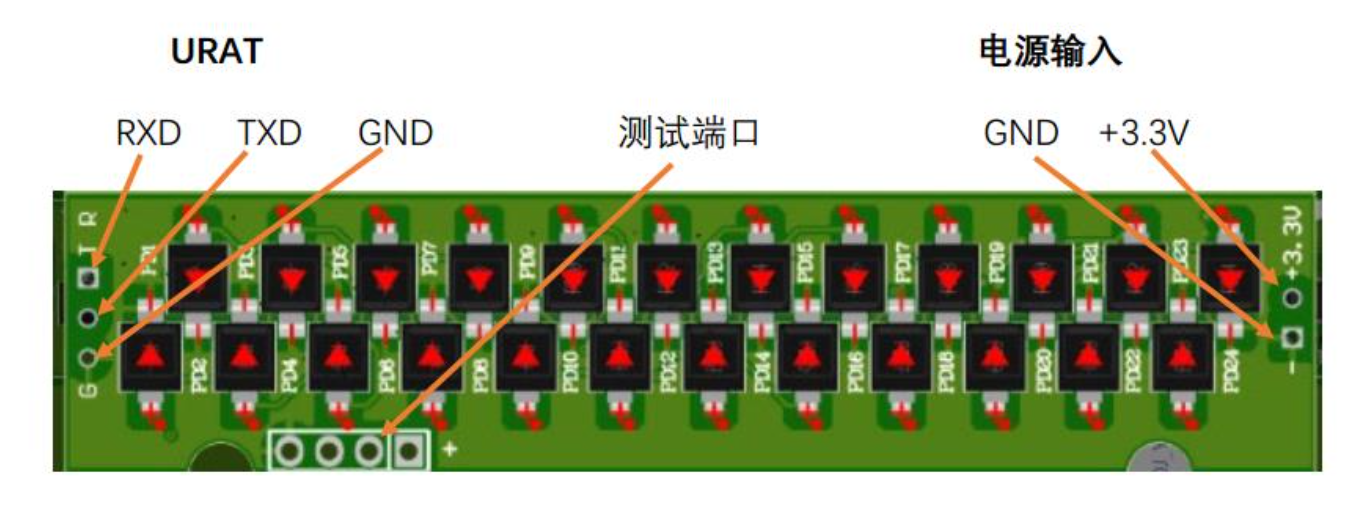 URAT 电源输入
RXD TXD GND 测试端口 GND +3.3V
R
T
G
PD1 PD5 PD7 PD9 PD11 PD13 PD15 PD17 PD19 PD21 PD23
+3.3V
-
PD2 PD4 PD6 PD8 PD10 PD12 PD14 PD16 PD18 PD20 PD22 PD24
+